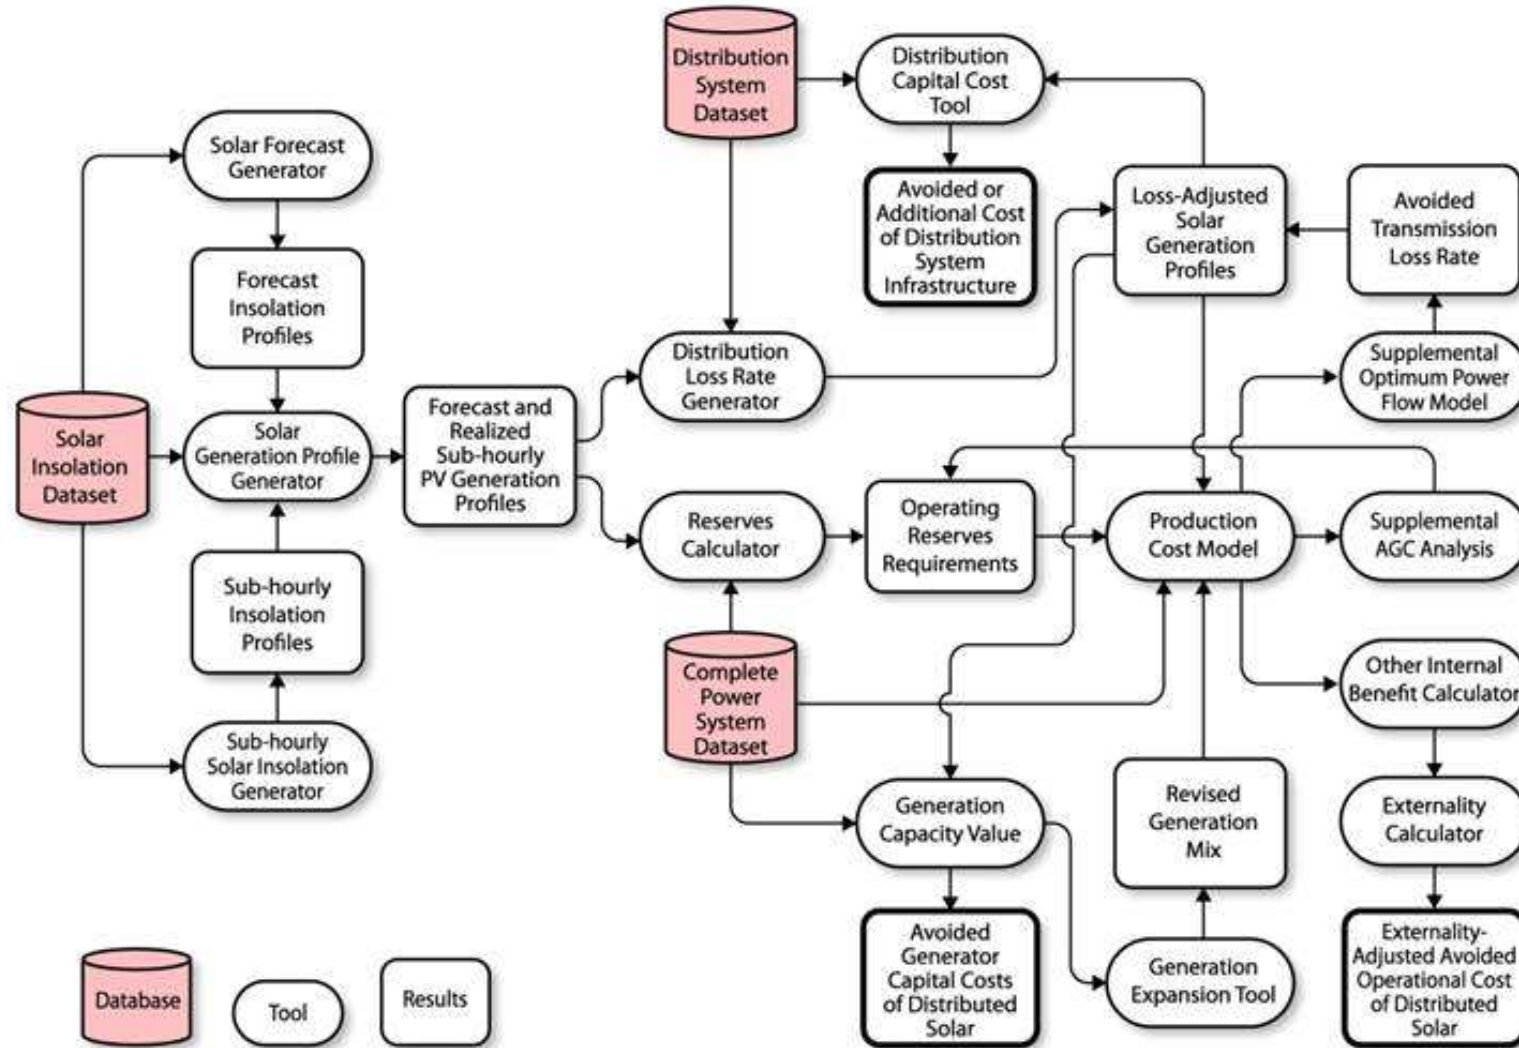 Distribution
System
Dataset
Distribution
Capital Cost
Tool
Solar Forecast
Generator
Avoided or
Additional Cost
of Distribution
System
Infrastructure
Loss-Adjusted
Solar
Generation
Profiles
Avoided
Transmission
Loss Rate
Forecast
Insolation
Profiles
Distribution
Loss Rate
Generator
Supplemental
Optimum Power
Flow Model
Solar
Insolation
Dataset
Solar
Generation Profile
Generator
Forecast and
Realized
Sub-hourly
PV Generation
Profiles
Reserves
Calculator
Operating
Reserves
Requirements
Production
Cost Model
Supplemental
AGC Analysis
Sub-hourly
Insolation
Profiles
Complete
Power
System
Dataset
Other Internal
Benefit Calculator
Sub-hourly
Solar Insolation
Generator
Generation
Capacity Value
Revised
Generation
Mix
Externality
Calculator
Avoided
Generator
Capital Costs
of Distributed
Solar
Generation
Expansion Tool
Externality-
Adjusted Avoided
Operational Cost
of Distributed
Solar
Database
Tool
Results